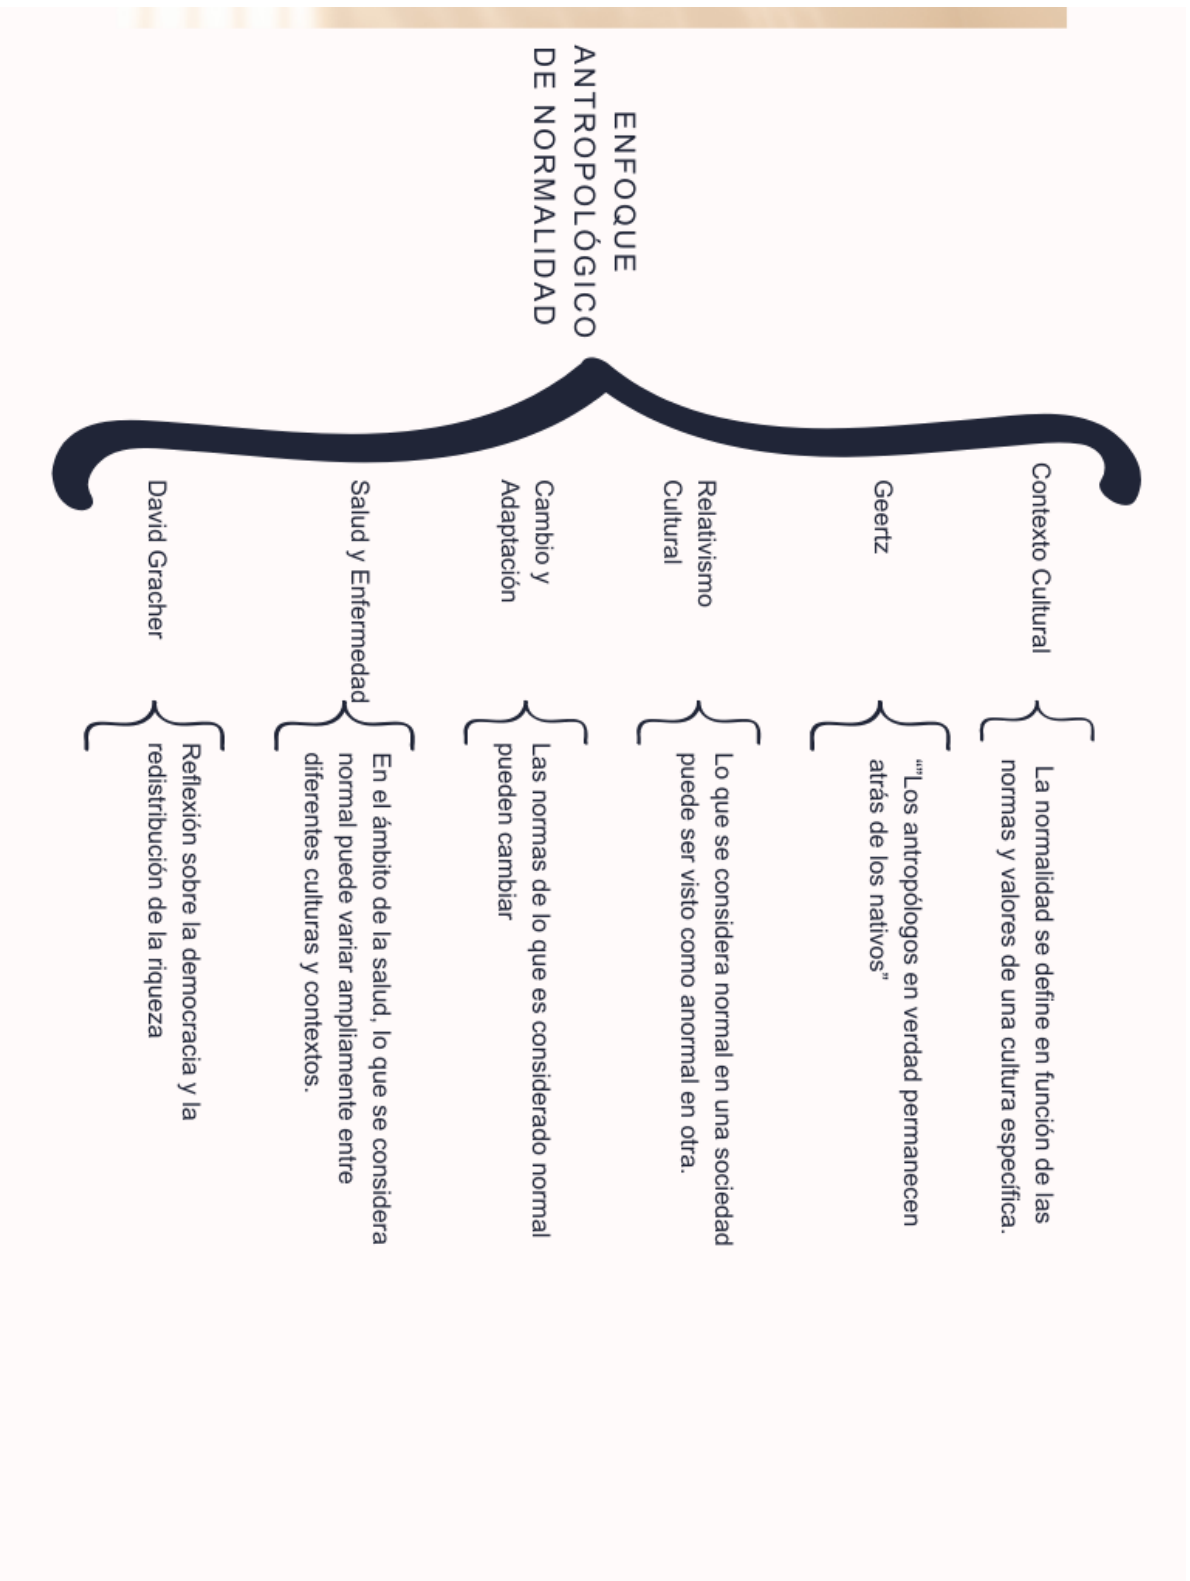 ENFOQUE
ANTROPOLÓGICO
DE NORMALIDAD
Contexto Cultural
La normalidad se define en función de las
normas y valores de una cultura específica.
Geertz
“”Los antropólogos en verdad permanecen
atrás de los nativos”
Relativismo
Cultural
Lo que se considera normal en una sociedad
puede ser visto como anormal en otra.
Cambio y
Adaptación
Las normas de lo que es considerado normal
pueden cambiar
Salud y Enfermedad
En el ámbito de la salud, lo que se considera
normal puede variar ampliamente entre
diferentes culturas y contextos.
David Gracher
Reflexión sobre la democracia y la
redistribución de la riqueza